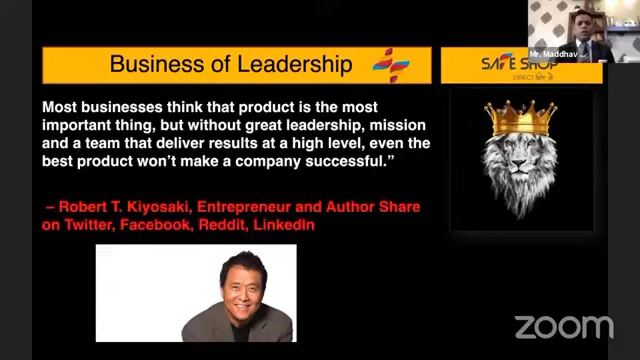 Business of Leadership
SAFE SHOP
DIRECT
Mr. Maddhav
Most businesses think that product is the most
important thing, but without great leadership, mission
and a team that deliver results at a high level, even the
best product won’t make a company successful.”
– Robert T. Kiyosaki, Entrepreneur and Author Share
on Twitter, Facebook, Reddit, LinkedIn
zoom